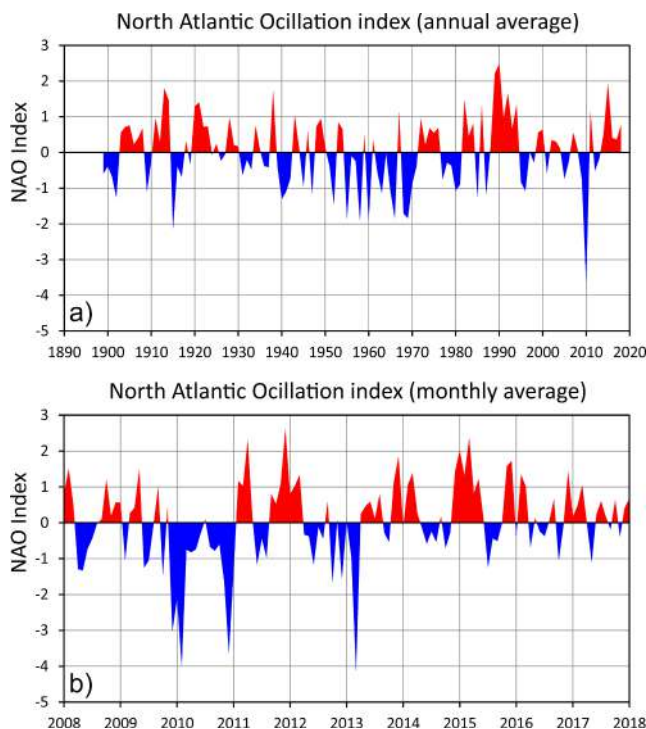 North Atlantic Ocillation index (annual average)
3
2
1
0
-1
-2
-3
-4
-5
NAO Index
a)
1890 1900 1910 1920 1930 1940 1950 1960 1970 1980 1990 2000 2010 2020
North Atlantic Ocillation index (monthly average)
3
2
1
0
-1
-2
-3
-4
-5
NAO Index
b)
2008 2009 2010 2011 2012 2013 2014 2015 2016 2017 2018